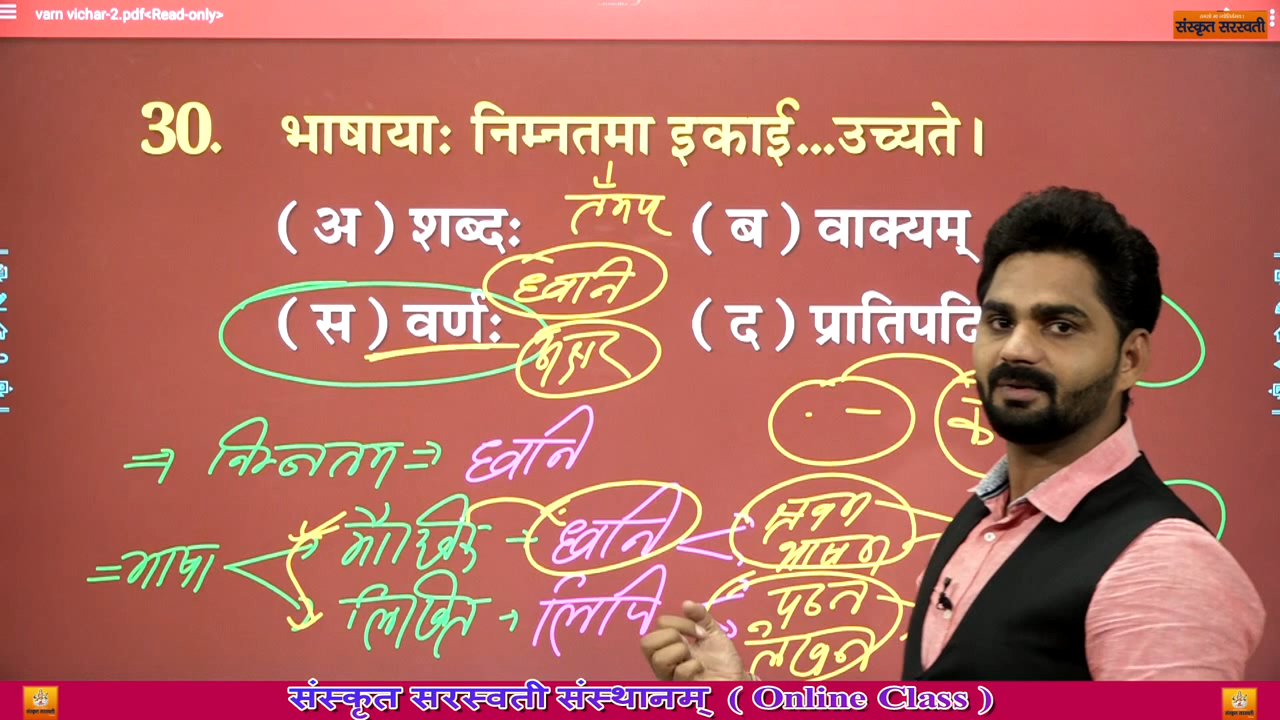 varn vichar-2.pdf<Read-only>
संस्कृत सरस्वती
30. भाषायाः निम्नतमा इकाई...उच्यते।
तमप्
( अ ) शब्दः ( ब ) वाक्यम्
ध्वनि
( स ) वर्णः ( द ) प्रातिपदि
अक्षर
⇒ निम्नतम ⇒ ध्वनि
मौखिक → ध्वनि श्रवण
भाषण
= भाषा
लिखित → लिपि पठन
लेखन
संस्कृत सरस्वती संस्थानम् ( Online Class )